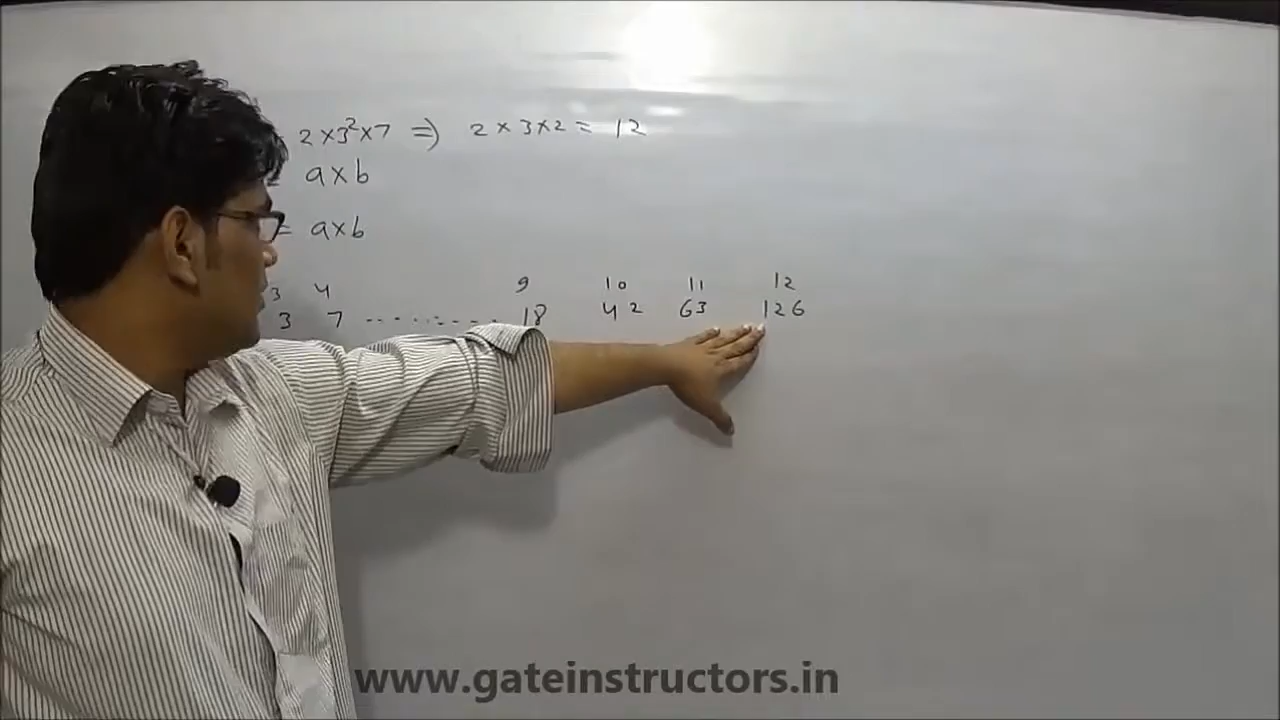 2 x 3² x 7 => 2 x 3 x 2 = 12
= a x b
= a x b
3 4 9 10 11 12
3 7 ---------- 18 42 63 126
www.gateinstructors.in